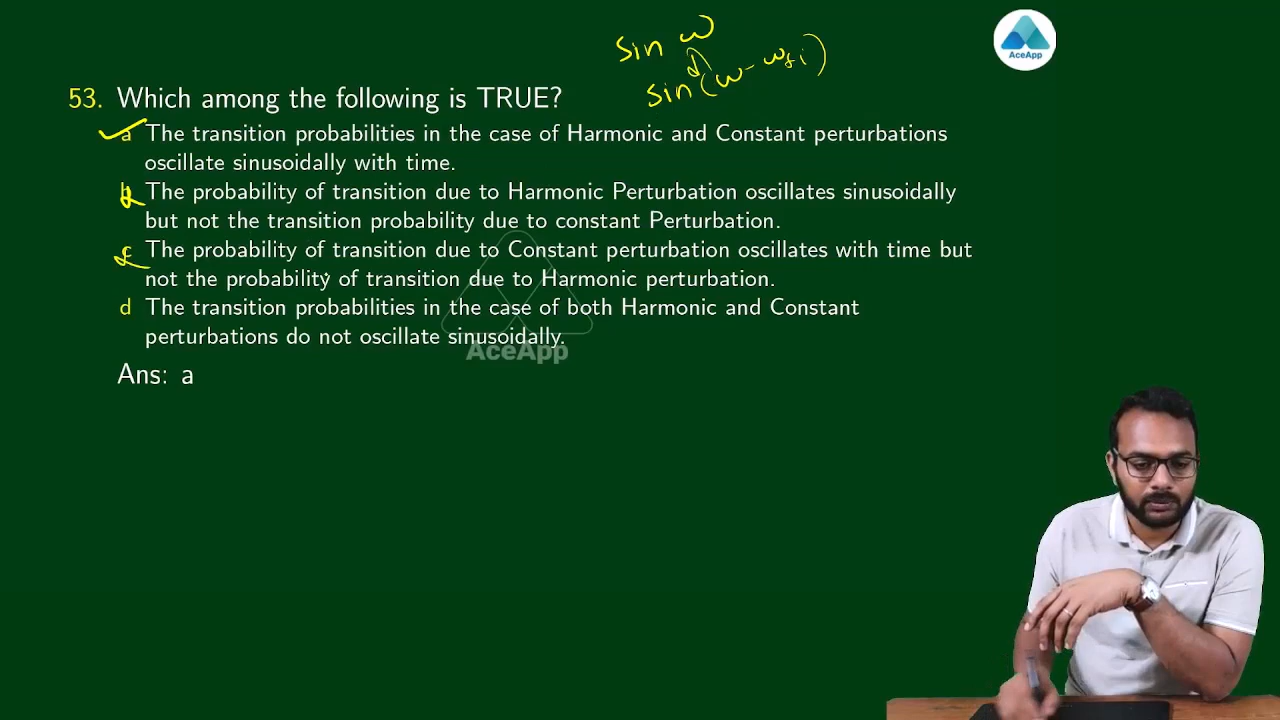 sin ω
sin(ω - ωfi)
AceApp
53. Which among the following is TRUE?
a The transition probabilities in the case of Harmonic and Constant perturbations
oscillate sinusoidally with time.
b The probability of transition due to Harmonic Perturbation oscillates sinusoidally
but not the transition probability due to constant Perturbation.
c The probability of transition due to Constant perturbation oscillates with time but
not the probability of transition due to Harmonic perturbation.
d The transition probabilities in the case of both Harmonic and Constant
perturbations do not oscillate sinusoidally.
AceApp
Ans: a